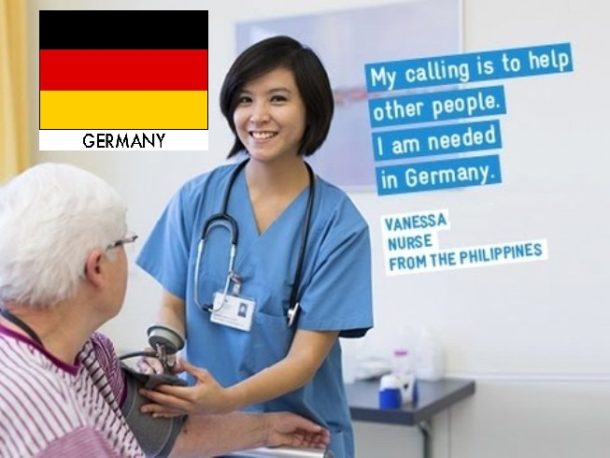 GERMANY
My calling is to help
other people.
I am needed
in Germany.
VANESSA
NURSE
FROM THE PHILIPPINES